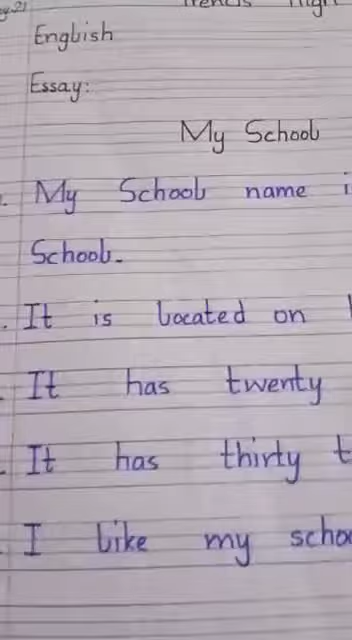 English
Essay:
My School
My School name
School.
It is located on
It has twenty
It has thirty
I like my